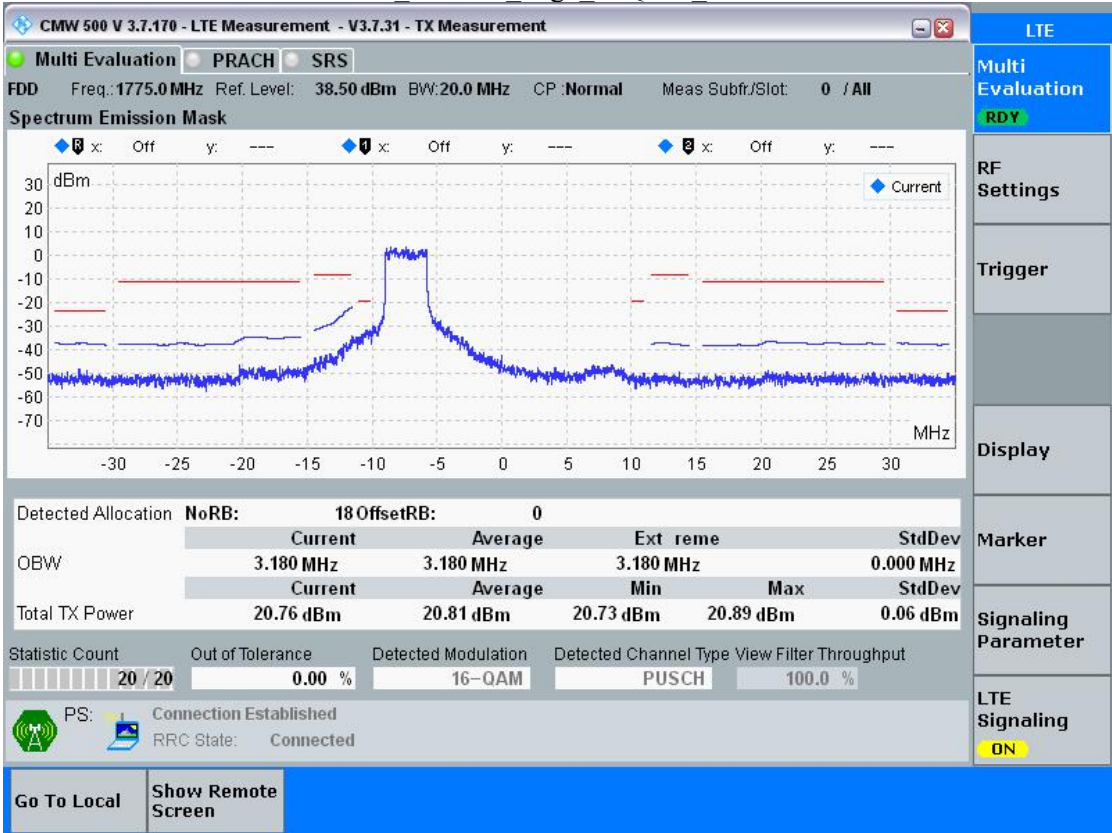 CMW 500 V 3.7.170 - LTE Measurement - V3.7.31 - TX Measurement
LTE
Multi Evaluation PRACH SRS
Multi Evaluation
RDY
FDD Freq.: 1775.0 MHz Ref. Level: 38.50 dBm BW: 20.0 MHz CP : Normal Meas Subfr./Slot: 0 / All
Spectrum Emission Mask
R x: Off y: --- 1 x: Off y: --- 2 x: Off y: ---
dBm
Current
30
20
10
0
-10
-20
-30
-40
-50
-60
-70
MHz
-30 -25 -20 -15 -10 -5 0 5 10 15 20 25 30
RF
Settings
Trigger
Display
Marker
Signaling
Parameter
LTE
Signaling
ON
Detected Allocation NoRB: 18 OffsetRB: 0
Current Average Ext reme StdDev
OBW 3.180 MHz 3.180 MHz 3.180 MHz 0.000 MHz
Current Average Min Max StdDev
Total TX Power 20.76 dBm 20.81 dBm 20.73 dBm 20.89 dBm 0.06 dBm
Statistic Count Out of Tolerance Detected Modulation Detected Channel Type View Filter Throughput
20 / 20 0.00 % 16-QAM PUSCH 100.0 %
PS: Connection Established
RRC State: Connected
Go To Local
Show Remote
Screen